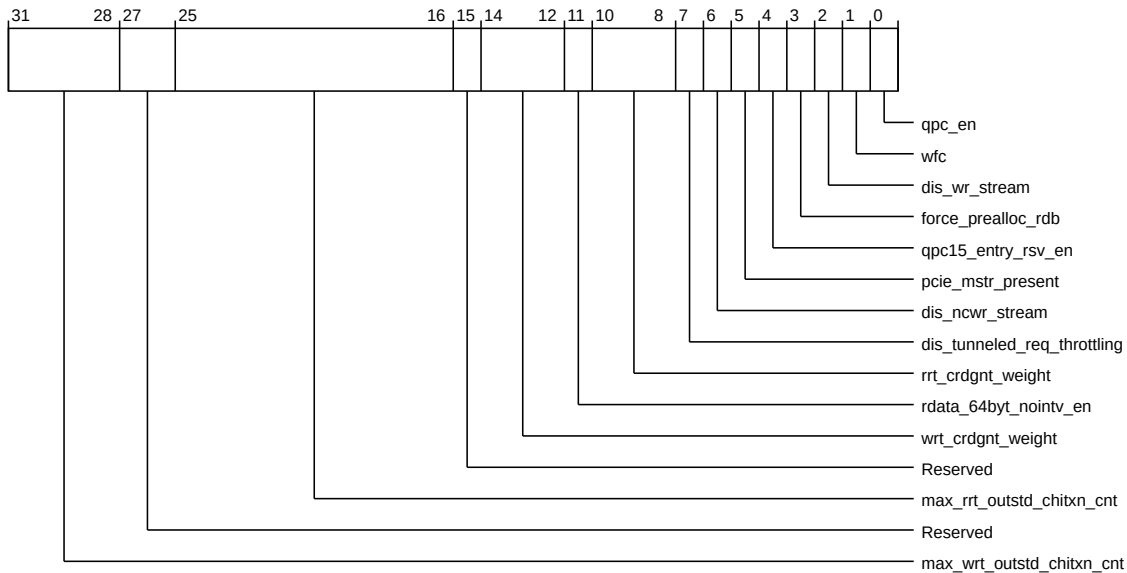 31 28 27 25 16 15 14 12 11 10 8 7 6 5 4 3 2 1 0
qpc_en
wfc
dis_wr_stream
force_prealloc_rdb
qpc15_entry_rsv_en
pcie_mstr_present
dis_ncwr_stream
dis_tunneled_req_throttling
rrt_crdgnt_weight
rdata_64byt_nointv_en
wrt_crdgnt_weight
Reserved
max_rrt_outstd_chitxn_cnt
Reserved
max_wrt_outstd_chitxn_cnt